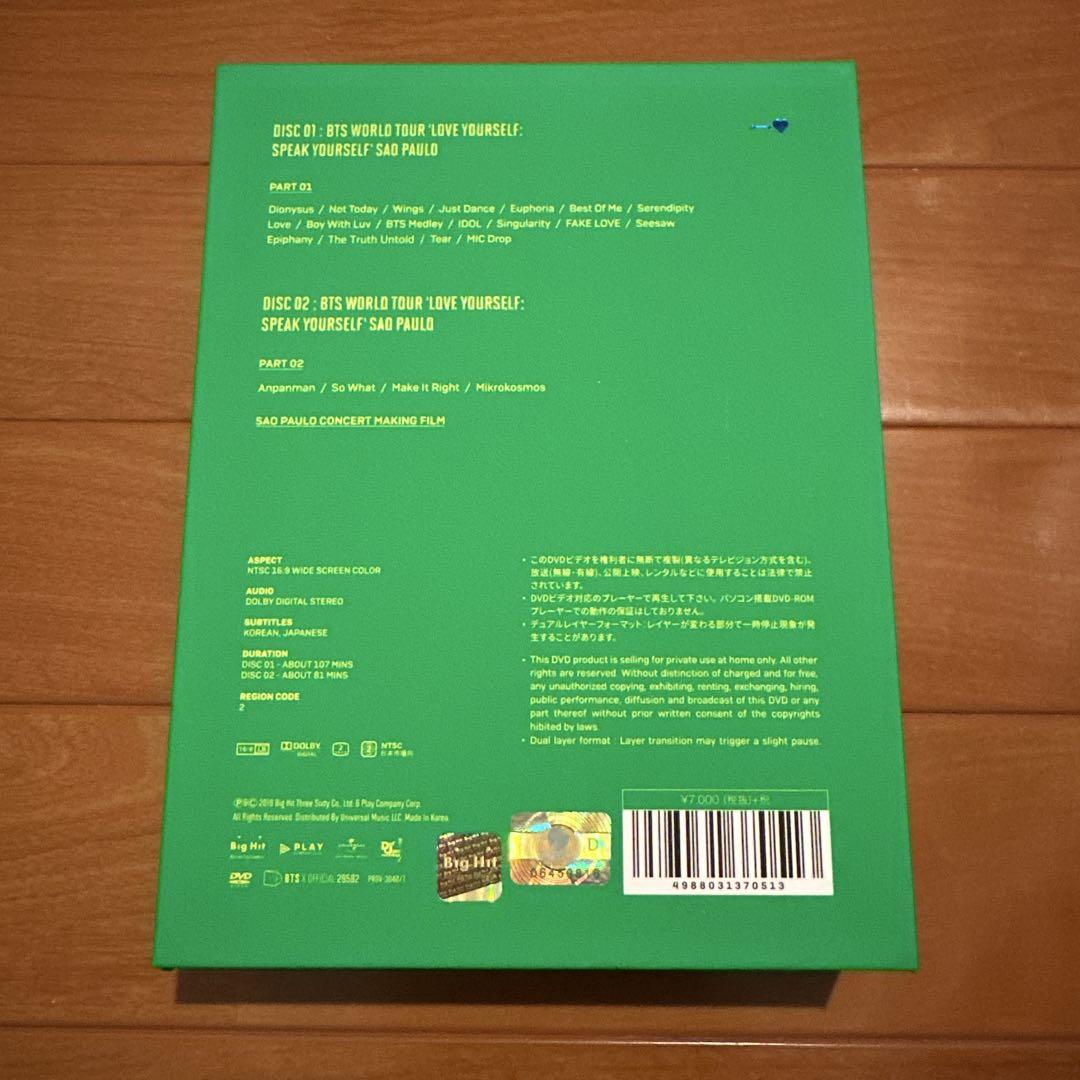 DISC 01 : BTS WORLD TOUR 'LOVE YOURSELF:
SPEAK YOURSELF' SAO PAULO
PART 01
Dionysus / Not Today / Wings / Just Dance / Euphoria / Best Of Me / Serendipity
Love / Boy With Luv / BTS Medley / IDOL / Singularity / FAKE LOVE / Seesaw
Epiphany / The Truth Untold / Tear / MIC Drop
DISC 02 : BTS WORLD TOUR 'LOVE YOURSELF:
SPEAK YOURSELF' SAO PAULO
PART 02
Anpanman / So What / Make It Right / Mikrokosmos
SAO PAULO CONCERT MAKING FILM
ASPECT
NTSC 16:9 WIDE SCREEN COLOR
AUDIO
DOLBY DIGITAL STEREO
SUBTITLES
KOREAN, JAPANESE
DURATION
DISC 01 - ABOUT 107 MINS
DISC 02 - ABOUT 81 MINS
REGION CODE
2
16:9 LB DOLBY DIGITAL 2 2 NTSC 日本市場向
• このDVDビデオを権利者に無断で複製(異なるテレビジョン方式を含む)、
放送(無線・有線)、公開上映、レンタルなどに使用することは法律で禁止
されています。
• DVDビデオ対応のプレーヤーで再生して下さい。パソコン搭載DVD-ROM
プレーヤーでの動作の保証はしておりません。
• デュアルレイヤーフォーマット:レイヤーが変わる部分で一時停止現象が発
生することがあります。
• This DVD product is selling for private use at home only. All other
rights are reserved. Without distinction of charged and for free,
any unauthorized copying, exhibiting, renting, exchanging, hiring,
public performance, diffusion and broadcast of this DVD or any
part thereof without prior written consent of the copyrights
hibited by laws.
• Dual layer format : Layer transition may trigger a slight pause.
℗&© 2019 Big Hit Three Sixty Co., Ltd. & Play Company Corp.
All Rights Reserved. Distributed By Universal Music LLC. Made In Korea.
Big Hit PLAY Def
DVD BTS X OFFICIAL
Big Hit
D
¥7,000 (税抜)+税
4988031370513